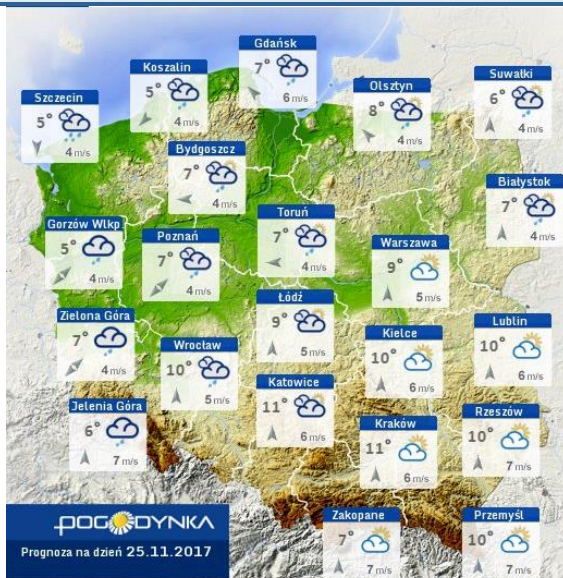 Gdańsk
7°
6 m/s
Koszalin
5°
4 m/s
Olsztyn
8°
4 m/s
Suwałki
6°
4 m/s
Szczecin
5°
4 m/s
Bydgoszcz
7°
4 m/s
Białystok
7°
4 m/s
Gorzów Wlkp
5°
4 m/s
Poznań
7°
4 m/s
Toruń
7°
4 m/s
Warszawa
9°
5 m/s
Zielona Góra
7°
4 m/s
Łódź
9°
5 m/s
Wrocław
10°
5 m/s
Kielce
10°
6 m/s
Lublin
10°
6 m/s
Katowice
11°
6 m/s
Jelenia Góra
6°
7 m/s
Kraków
11°
6 m/s
Rzeszów
10°
7 m/s
Zakopane
7°
7 m/s
Przemyśl
10°
7 m/s
POGODYNKA
Prognoza na dzień 25.11.2017